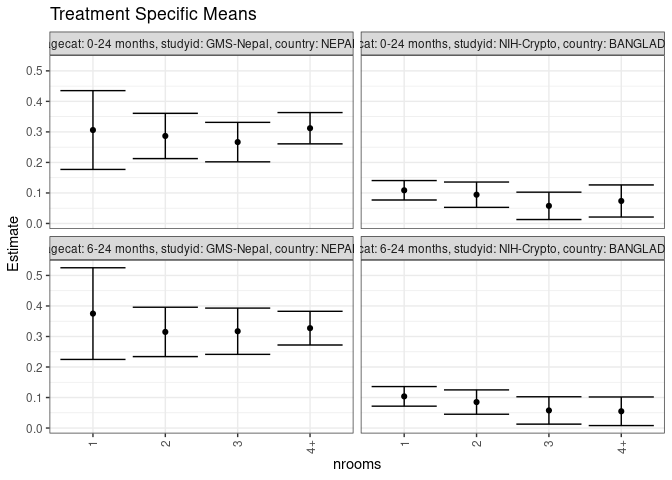 Treatment Specific Means
gecat: 0-24 months, studyid: GMS-Nepal, country: NEPAL
cat: 0-24 months, studyid: NIH-Crypto, country: BANGLAD
0.5
0.4
0.3
0.2
0.1
0.0
gecat: 6-24 months, studyid: GMS-Nepal, country: NEPAL
cat: 6-24 months, studyid: NIH-Crypto, country: BANGLAD
0.5
0.4
0.3
0.2
0.1
0.0
Estimate
1 2 3 4+ 1 2 3 4+
nrooms